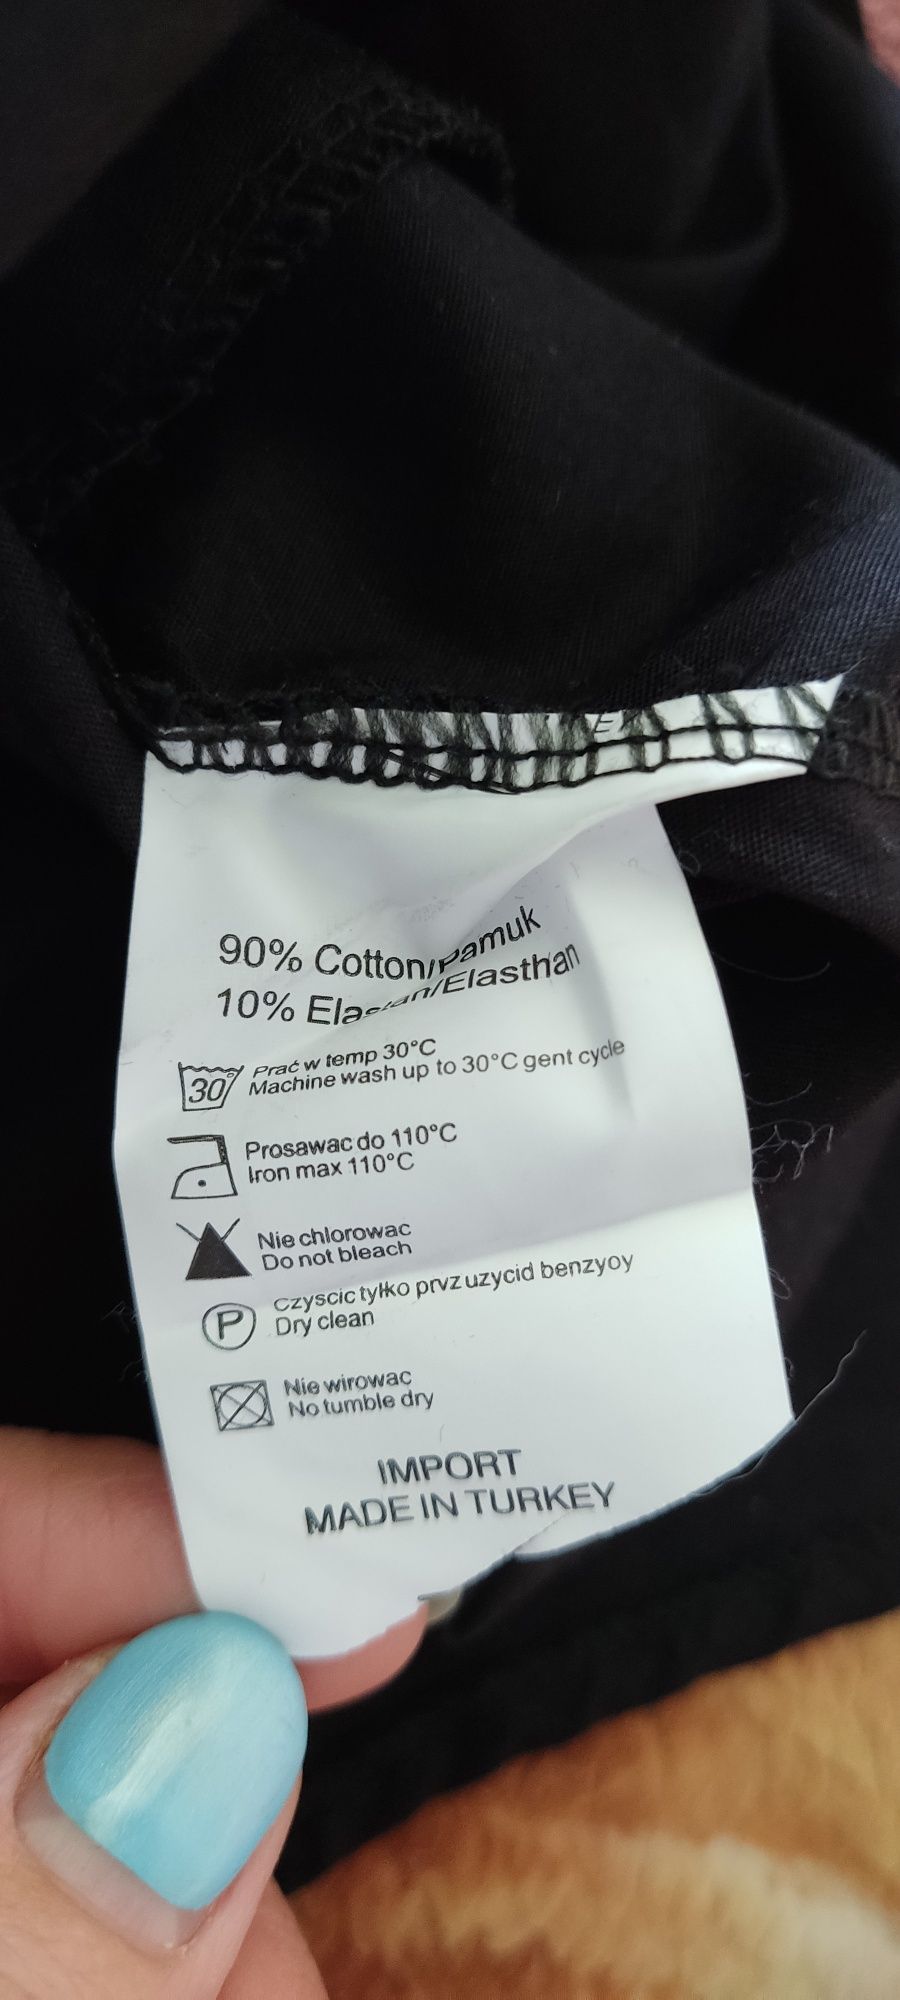 90% Cotton/Pamuk
10% Elastan/Elasthan
30
Prać w temp 30°C
Machine wash up to 30°C gent cycle
Prosawac do 110°C
Iron max 110°C
Nie chlorowac
Do not bleach
P
Czyscic tylko prvz uzycid benzyoy
Dry clean
Nie wirowac
No tumble dry
IMPORT
MADE IN TURKEY